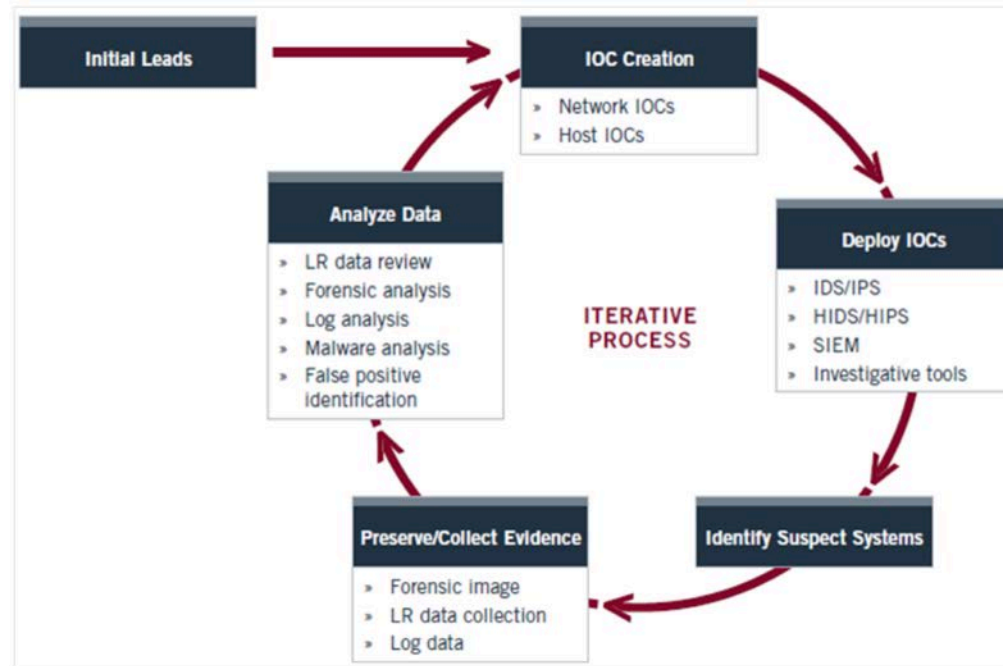 Initial Leads
IOC Creation
» Network IOCs
» Host IOCs
Deploy IOCs
» IDS/IPS
» HIDS/HIPS
» SIEM
» Investigative tools
Identify Suspect Systems
Preserve/Collect Evidence
» Forensic image
» LR data collection
» Log data
Analyze Data
» LR data review
» Forensic analysis
» Log analysis
» Malware analysis
» False positive
identification
ITERATIVE
PROCESS